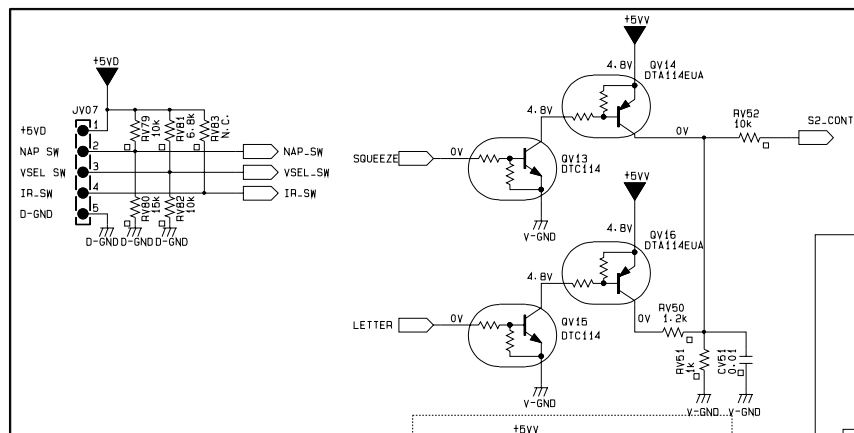 +5VD
JV07
+5VD
1
NAP SW
2
VSEL SW
3
IR_SW
4
D-GND
5
RV79
10k
RV81
6.8k
RV83
N.C.
NAP_SW
VSEL_SW
IR_SW
RV80
15k
RV82
10k
D-GND
D-GND
D-GND
+5VV
4.8V
QV14
DTA114EUA
4.8V
0V
RV52
10k
S2_CONT
SQUEEZE
0V
QV13
DTC114
V-GND
+5VV
4.8V
QV16
DTA114EUA
4.8V
0V
RV50
1.2k
LETTER
0V
QV15
DTC114
V-GND
RV51
1k
CV51
0.01
V-GND
V-GND
+5VV